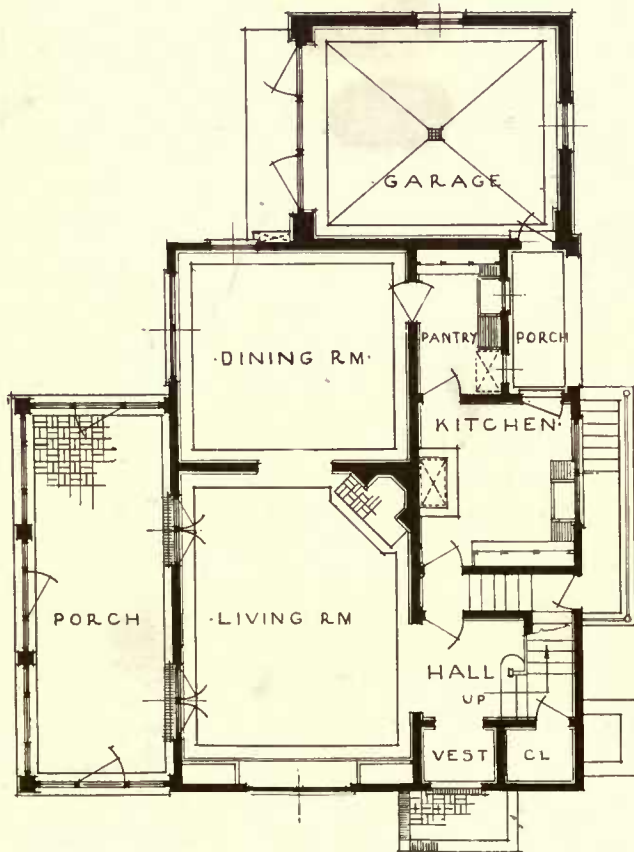 GARAGE
·DINING RM·
PANTRY
PORCH
KITCHEN·
PORCH
·LIVING RM
HALL
UP
VEST
CL